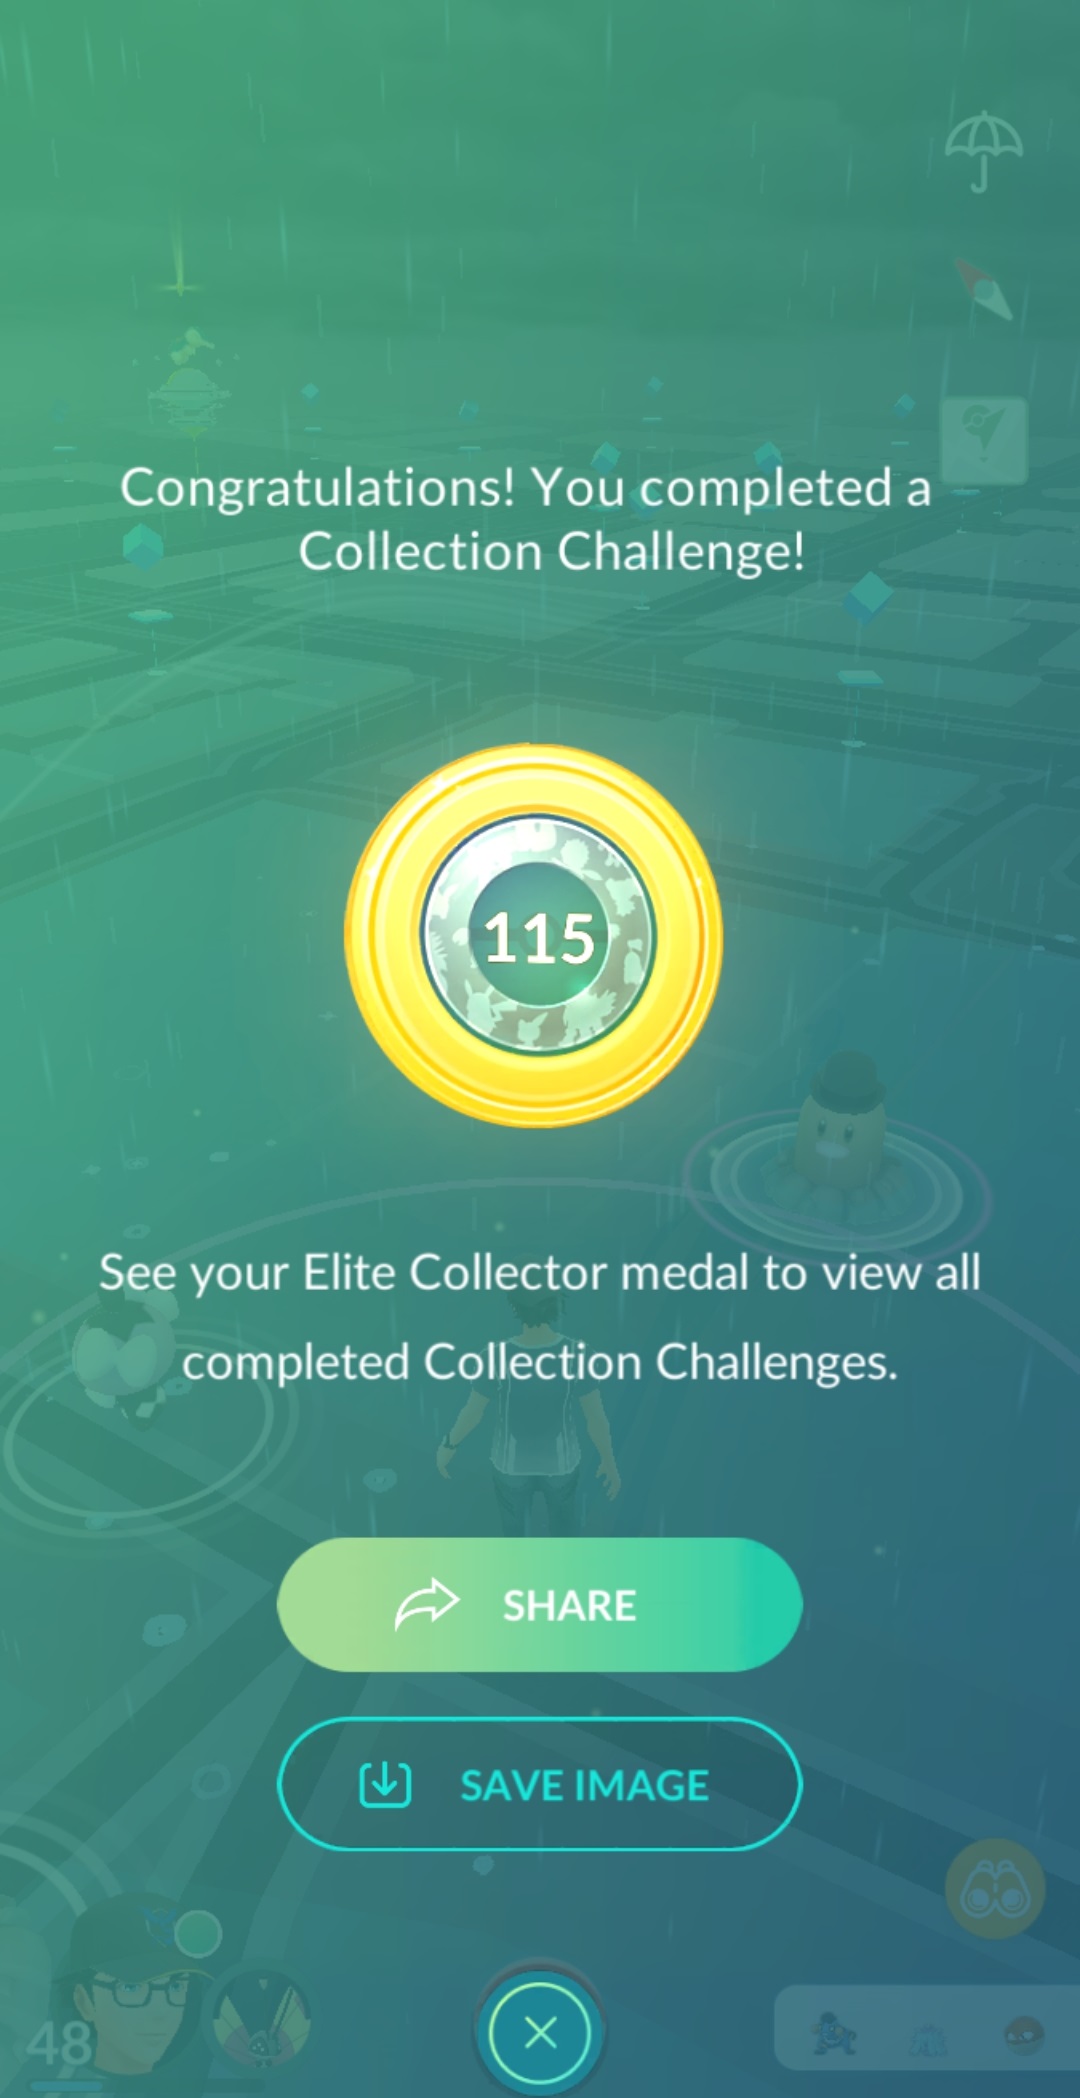 Congratulations! You completed a
Collection Challenge!
115
See your Elite Collector medal to view all
completed Collection Challenges.
SHARE
SAVE IMAGE
48